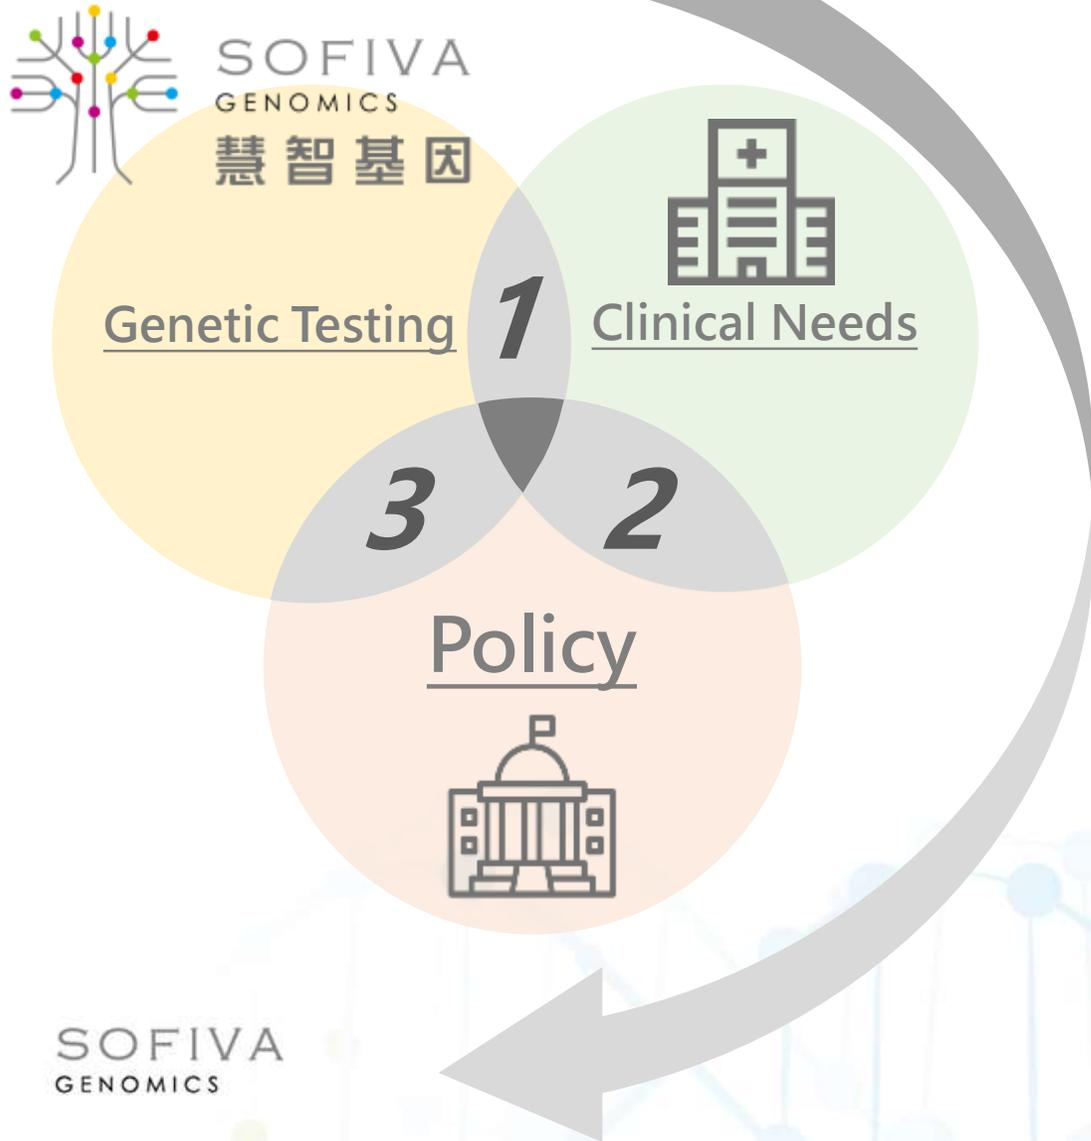 SOFIVA
GENOMICS
慧智基因
Genetic Testing
1
Clinical Needs
3
2
Policy
SOFIVA
GENOMICS